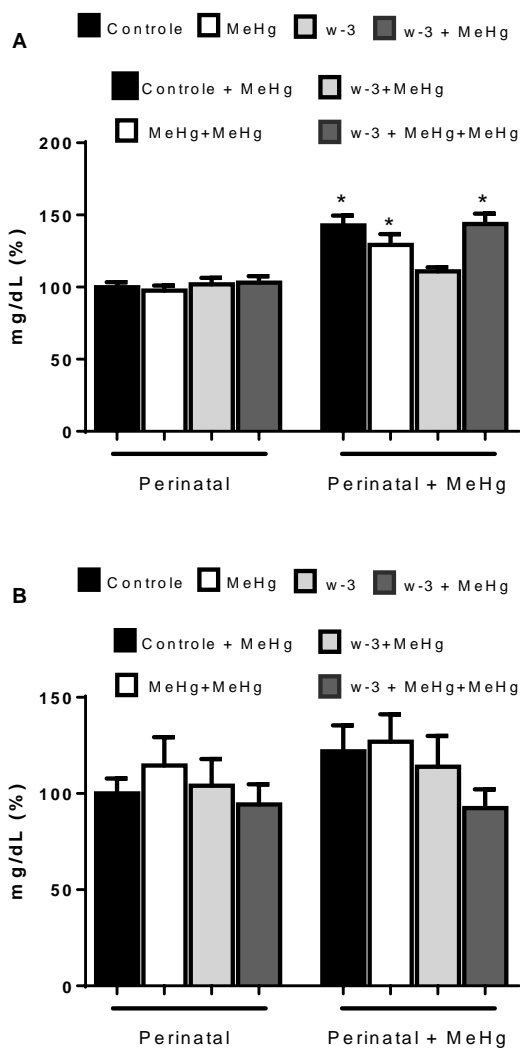 A
Controle MeHg w-3 w-3 + MeHg
Controle + MeHg w-3+MeHg
MeHg+MeHg w-3 + MeHg+MeHg
mg/dL (%)
200
150
100
50
0
* * *
Perinatal Perinatal + MeHg
B
Controle MeHg w-3 w-3 + MeHg
Controle + MeHg w-3+MeHg
MeHg+MeHg w-3 + MeHg+MeHg
mg/dL (%)
150
100
50
0
Perinatal Perinatal + MeHg